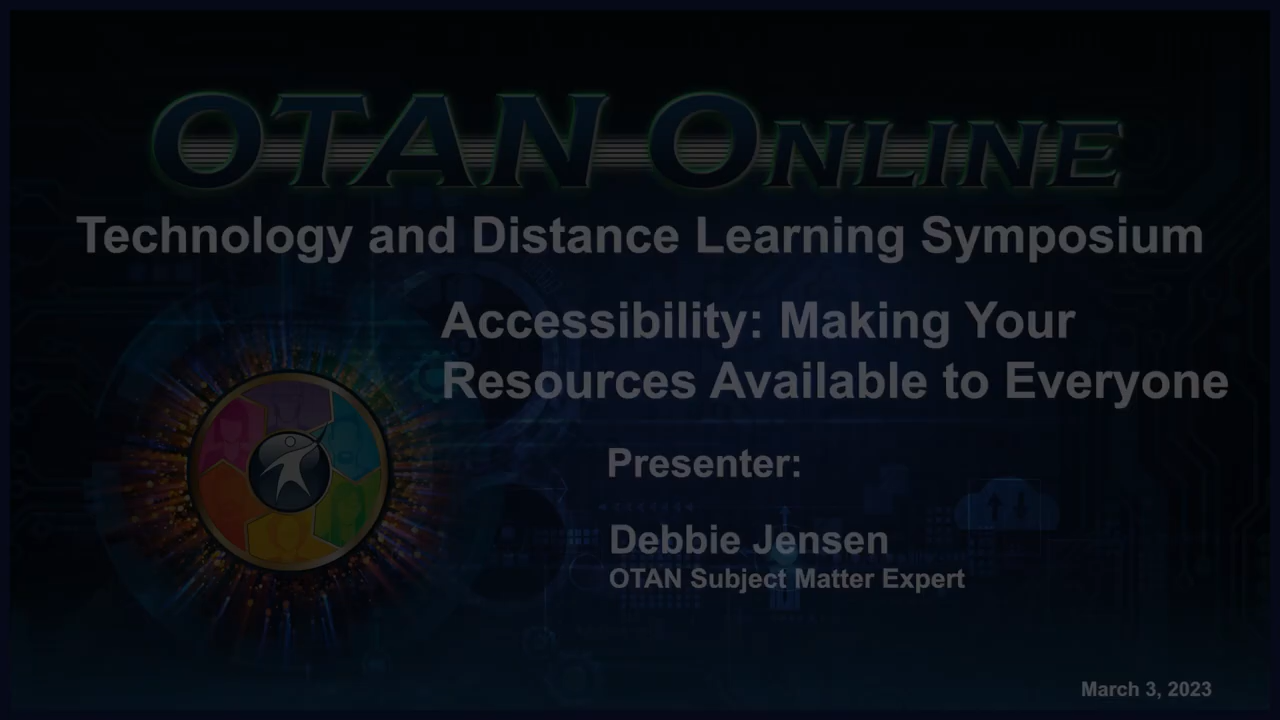 OTAN ONLINE
Technology and Distance Learning Symposium
Accessibility: Making Your
Resources Available to Everyone
Presenter:
Debbie Jensen
OTAN Subject Matter Expert
March 3, 2023